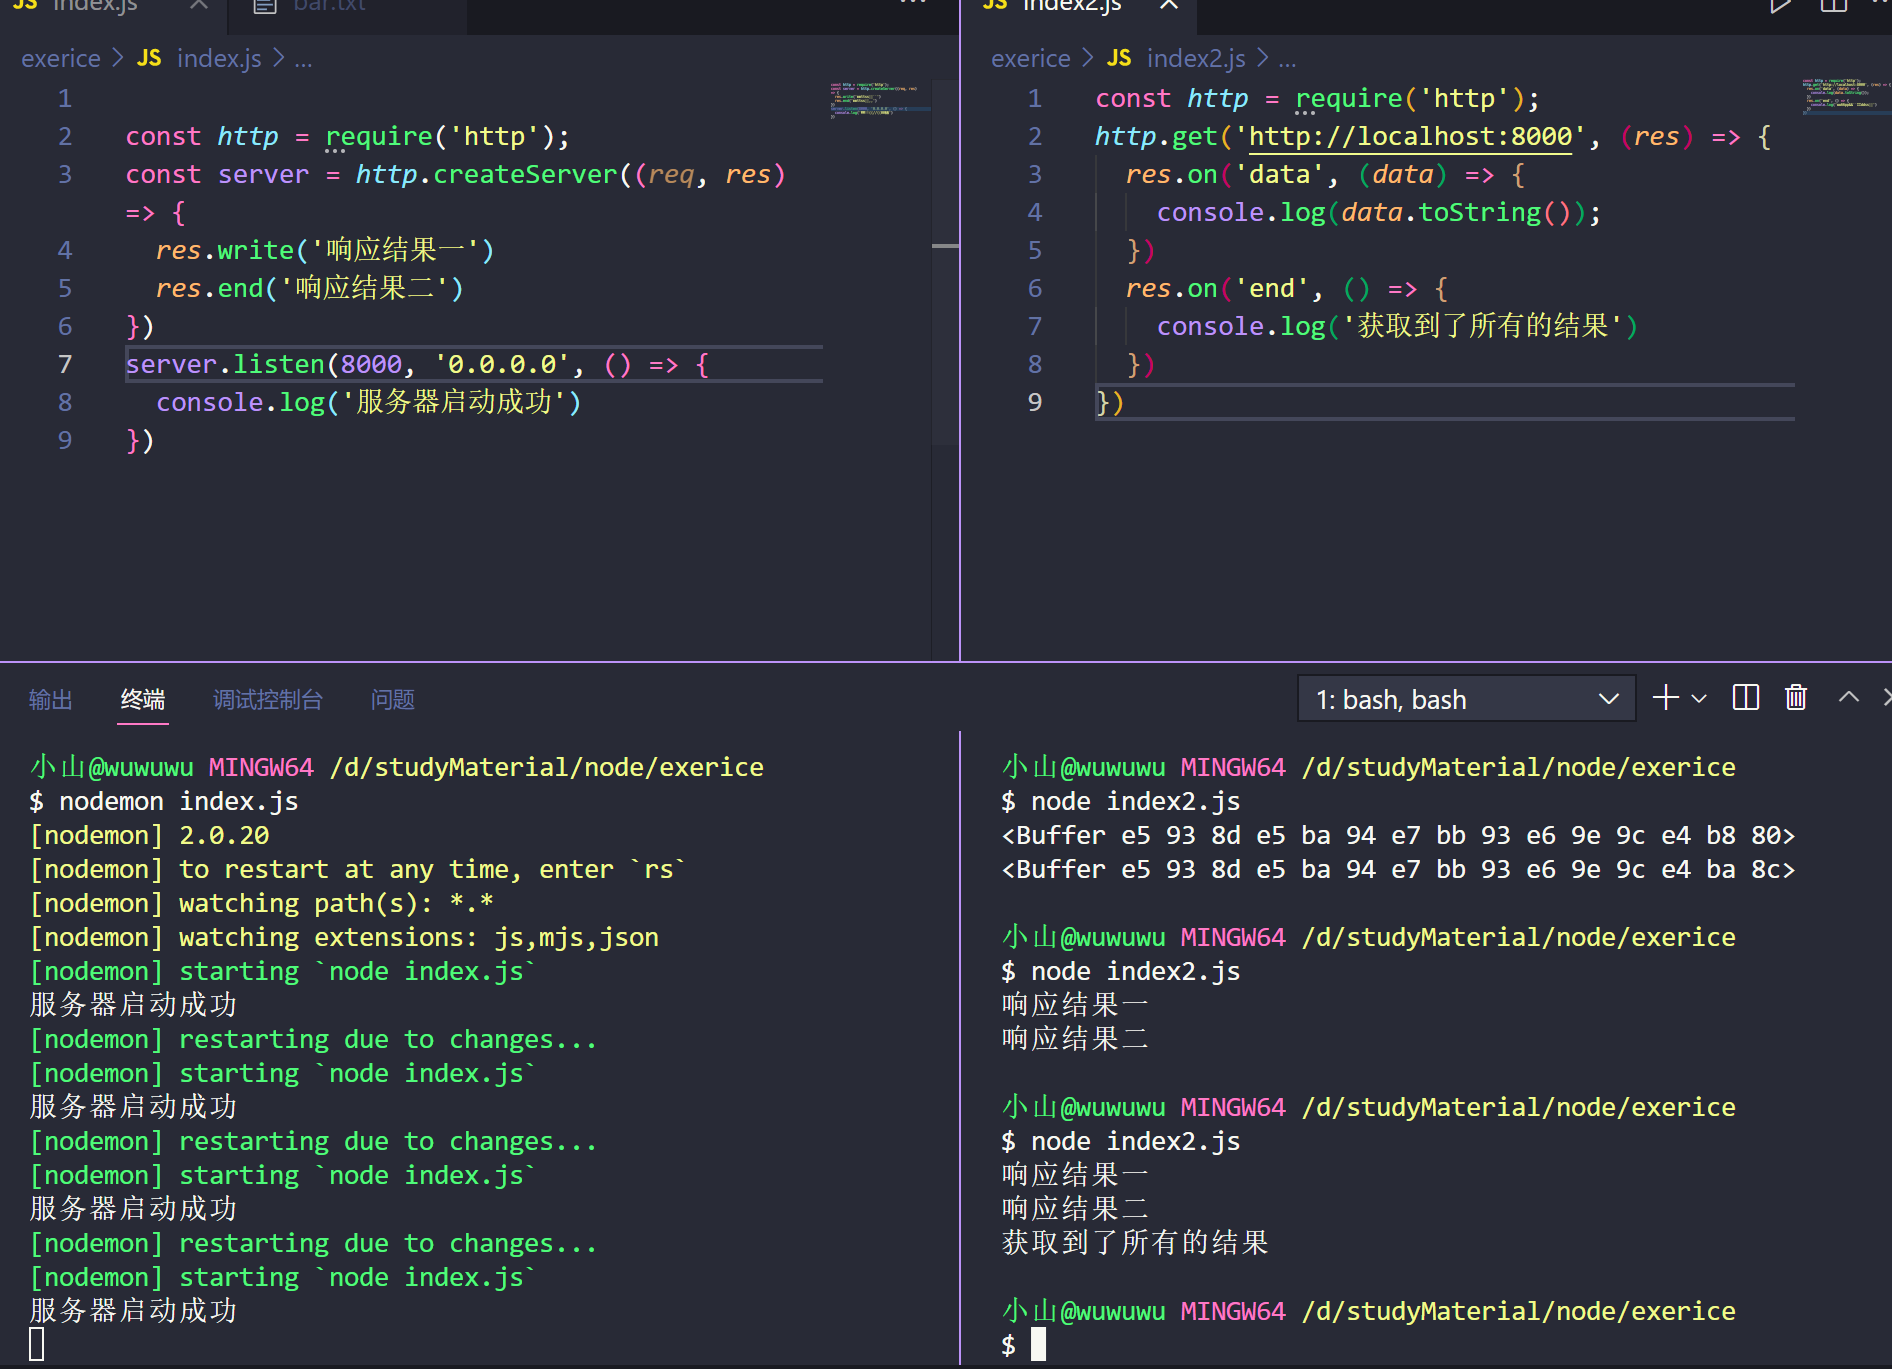 JS index.js
bar.txt
...
exerice > JS index.js > ...
1
2 const http = require('http');
3 const server = http.createServer((req, res)
=> {
4 res.write('响应结果一')
5 res.end('响应结果二')
6 })
7 server.listen(8000, '0.0.0.0', () => {
8 console.log('服务器启动成功')
9 })
JS index2.js
exerice > JS index2.js > ...
1 const http = require('http');
2 http.get('http://localhost:8000', (res) => {
3 res.on('data', (data) => {
4 console.log(data.toString());
5 })
6 res.on('end', () => {
7 console.log('获取到了所有的结果')
8 })
9 })
输出 终端 调试控制台 问题
1: bash, bash
小山@wuwuwu MINGW64 /d/studyMaterial/node/exerice
$ nodemon index.js
[nodemon] 2.0.20
[nodemon] to restart at any time, enter `rs`
[nodemon] watching path(s): *.*
[nodemon] watching extensions: js,mjs,json
[nodemon] starting `node index.js`
服务器启动成功
[nodemon] restarting due to changes...
[nodemon] starting `node index.js`
服务器启动成功
[nodemon] restarting due to changes...
[nodemon] starting `node index.js`
服务器启动成功
[nodemon] restarting due to changes...
[nodemon] starting `node index.js`
服务器启动成功
小山@wuwuwu MINGW64 /d/studyMaterial/node/exerice
$ node index2.js
<Buffer e5 93 8d e5 ba 94 e7 bb 93 e6 9e 9c e4 b8 80>
<Buffer e5 93 8d e5 ba 94 e7 bb 93 e6 9e 9c e4 ba 8c>
小山@wuwuwu MINGW64 /d/studyMaterial/node/exerice
$ node index2.js
响应结果一
响应结果二
小山@wuwuwu MINGW64 /d/studyMaterial/node/exerice
$ node index2.js
响应结果一
响应结果二
获取到了所有的结果
小山@wuwuwu MINGW64 /d/studyMaterial/node/exerice
$